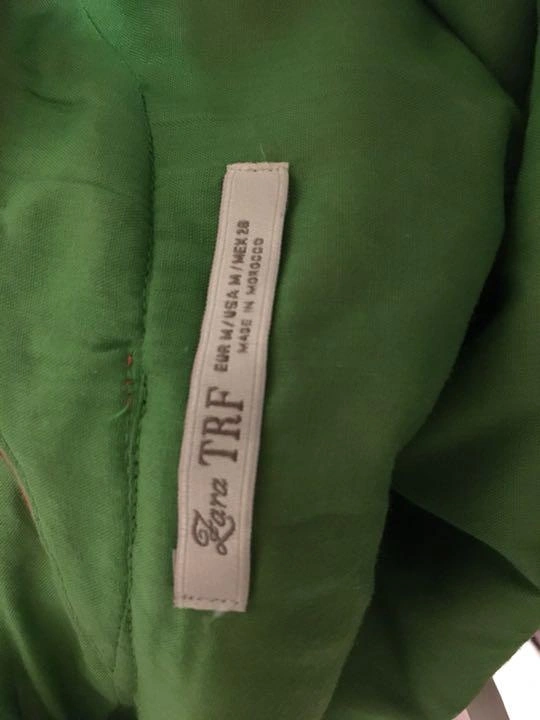 Zara TRF
EUR M/USA M/MEX 28
MADE IN MOROCCO